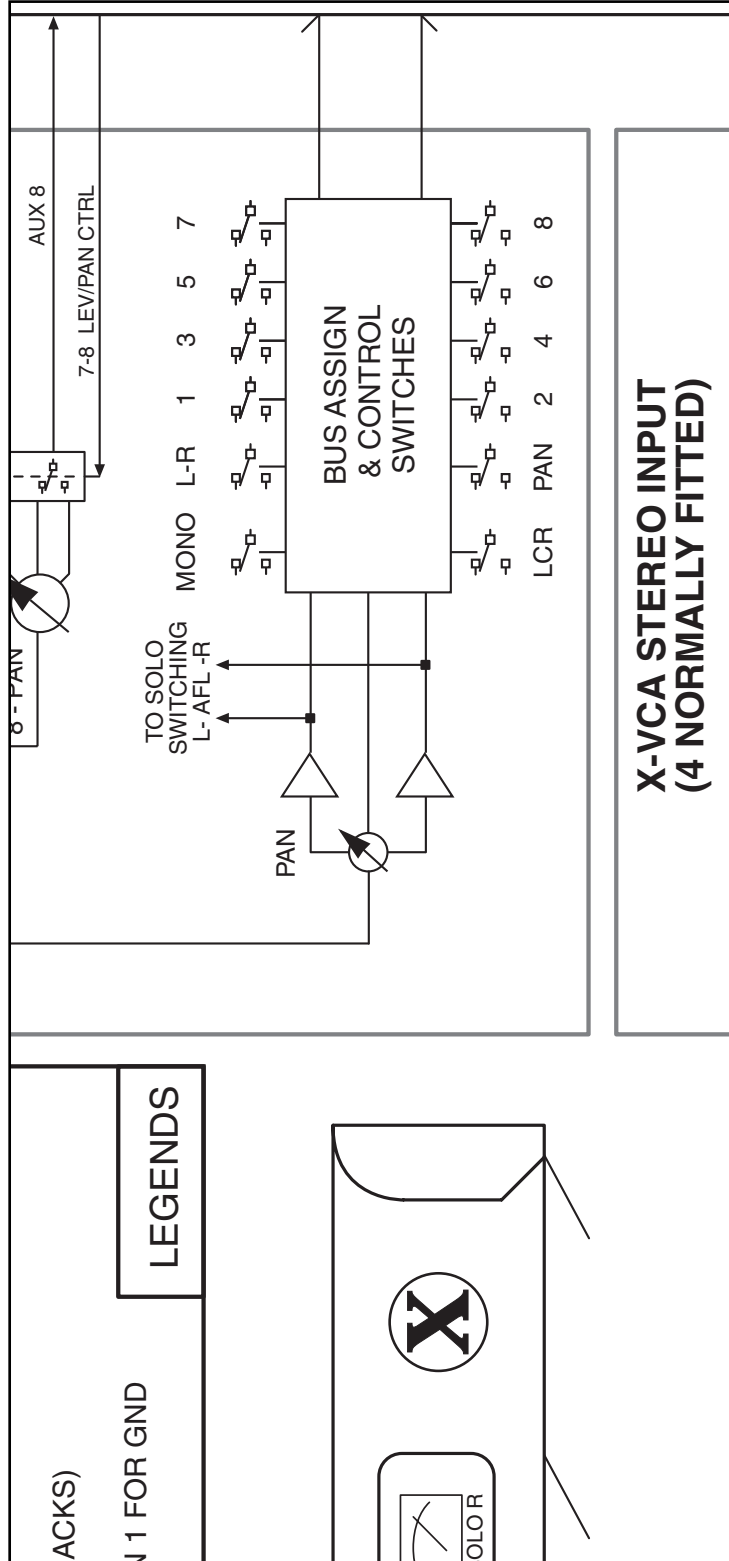 AUX 8
7-8 LEV/PAN CTRL
8 - PAN
MONO L-R 1 3 5 7
BUS ASSIGN
& CONTROL
SWITCHES
LCR PAN 2 4 6 8
TO SOLO
SWITCHING
L- AFL -R
PAN
X-VCA STEREO INPUT
(4 NORMALLY FITTED)
LEGENDS
ACKS)
N 1 FOR GND
X
OLO R